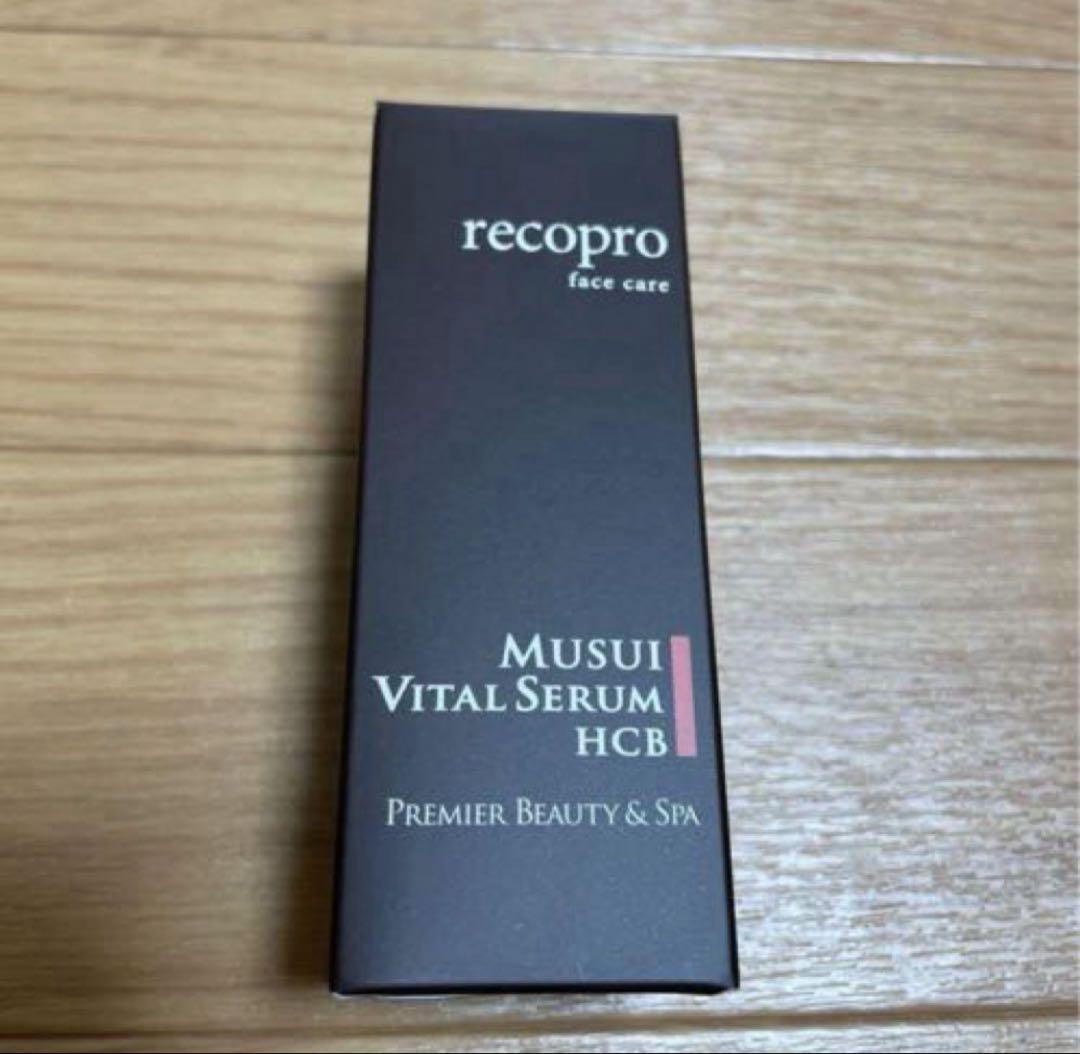 recopro
face care
MUSUI
VITAL SERUM
HCB
PREMIER BEAUTY & SPA